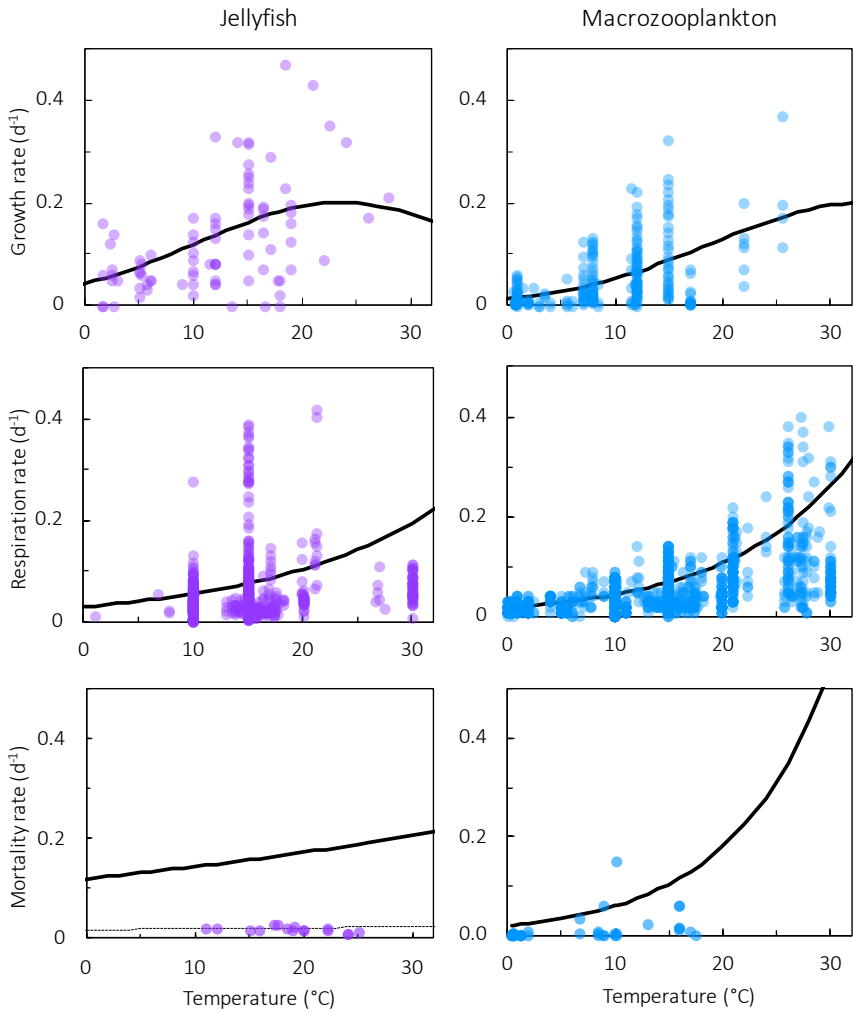 Jellyfish Macrozooplankton
Growth rate (d-1)
0.4 0.4
0.2 0.2
0 0
0 10 20 30 0 10 20 30
Respiration rate (d-1)
0.4 0.4
0.2 0.2
0 0
0 10 20 30 0 10 20 30
Mortality rate (d-1)
0.4 0.4
0.2 0.2
0 0.0
0 10 20 30 0 10 20 30
Temperature (°C) Temperature (°C)